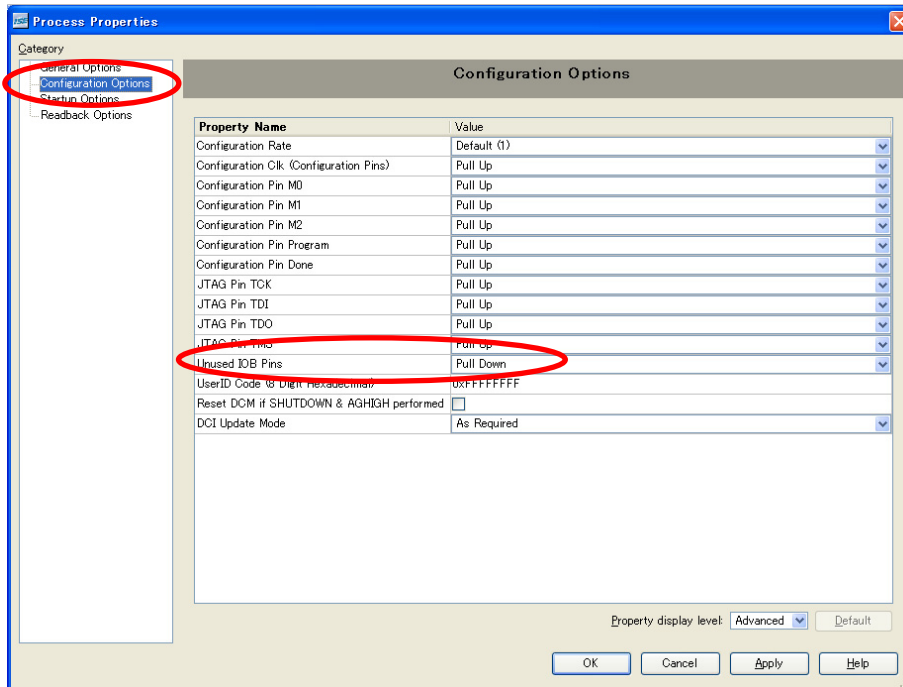 ISE Process Properties
Category
General Options
Configuration Options
Startup Options
Readback Options
Configuration Options
Property Name Value
Configuration Rate Default (1)
Configuration Clk (Configuration Pins) Pull Up
Configuration Pin M0 Pull Up
Configuration Pin M1 Pull Up
Configuration Pin M2 Pull Up
Configuration Pin Program Pull Up
Configuration Pin Done Pull Up
JTAG Pin TCK Pull Up
JTAG Pin TDI Pull Up
JTAG Pin TDO Pull Up
JTAG Pin TMS Pull Up
Unused IOB Pins Pull Down
UserID Code (8 Digit Hexadecimal) 0xFFFFFFFF
Reset DCM if SHUTDOWN & AGHIGH performed
DCI Update Mode As Required
Property display level: Advanced Default
OK Cancel Apply Help